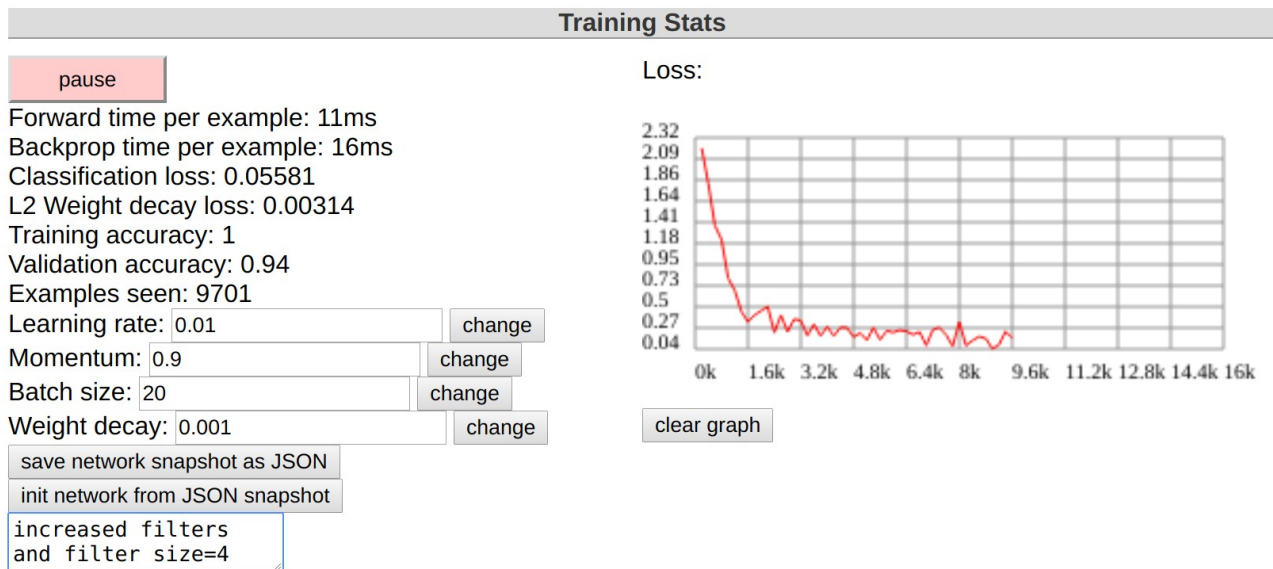 Training Stats
pause
Forward time per example: 11ms
Backprop time per example: 16ms
Classification loss: 0.05581
L2 Weight decay loss: 0.00314
Training accuracy: 1
Validation accuracy: 0.94
Examples seen: 9701
Learning rate: 0.01 change
Momentum: 0.9 change
Batch size: 20 change
Weight decay: 0.001 change
save network snapshot as JSON
init network from JSON snapshot
increased filters
and filter size=4
Loss:
2.32
2.09
1.86
1.64
1.41
1.18
0.95
0.73
0.5
0.27
0.04
0k 1.6k 3.2k 4.8k 6.4k 8k 9.6k 11.2k 12.8k 14.4k 16k
clear graph